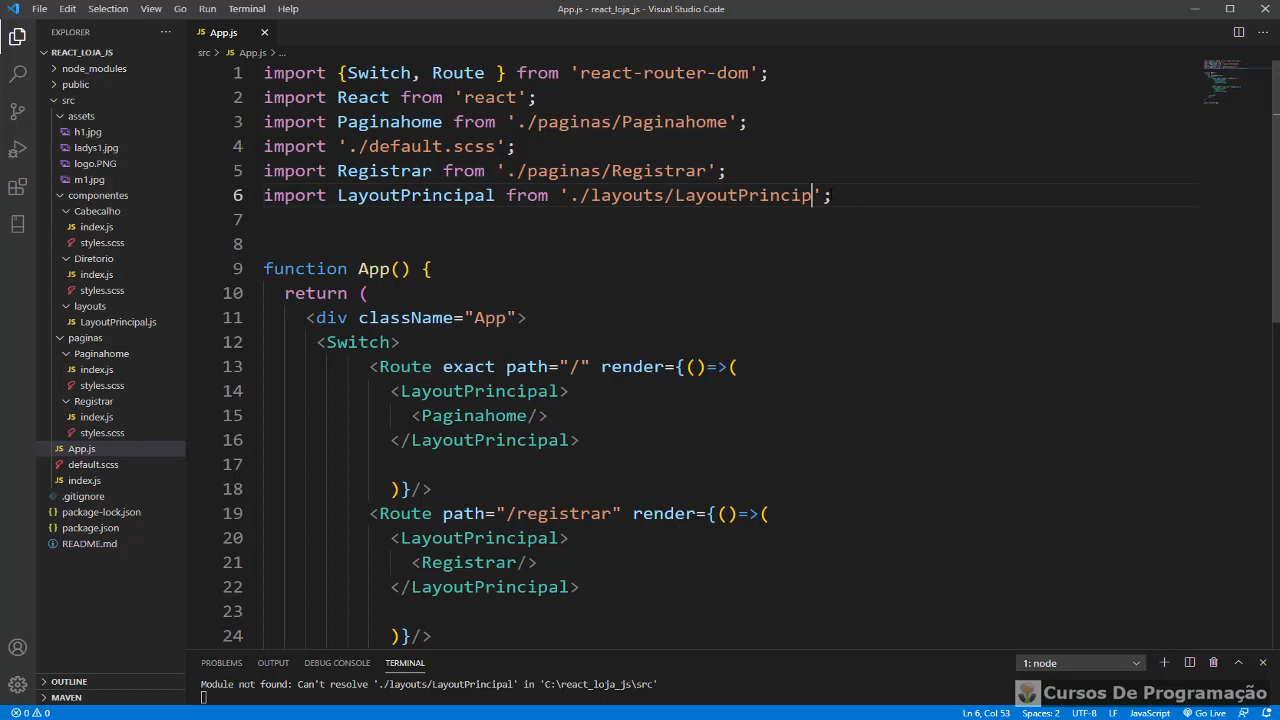 File Edit Selection View Go Run Terminal Help
App.js - react_loja_js - Visual Studio Code
EXPLORER
REACT_LOJA_JS
node_modules
public
src
assets
h1.jpg
ladys1.jpg
logo.PNG
m1.jpg
componentes
Cabecalho
index.js
styles.scss
Diretorio
index.js
styles.scss
layouts
LayoutPrincipal.js
paginas
Paginahome
index.js
styles.scss
Registrar
index.js
styles.scss
App.js
default.scss
index.js
.gitignore
package-lock.json
package.json
README.md
OUTLINE
MAVEN
App.js
src > App.js > ...
1 import {Switch, Route } from 'react-router-dom';
2 import React from 'react';
3 import Paginahome from './paginas/Paginahome';
4 import './default.scss';
5 import Registrar from './paginas/Registrar';
6 import LayoutPrincipal from './layouts/LayoutPrincip';
7
8
9 function App() {
10 return (
11 <div className="App">
12 <Switch>
13 <Route exact path="/" render={()=>(
14 <LayoutPrincipal>
15 <Paginahome/>
16 </LayoutPrincipal>
17
18 )}/>
19 <Route path="/registrar" render={()=>(
20 <LayoutPrincipal>
21 <Registrar/>
22 </LayoutPrincipal>
23
24 )}/>
PROBLEMS OUTPUT DEBUG CONSOLE TERMINAL
1: node
Module not found: Can't resolve './layouts/LayoutPrincipal' in 'C:\react_loja_js\src'
Cursos De Programação
0 0
Ln 6, Col 53 Spaces: 2 UTF-8 LF JavaScript Go Live